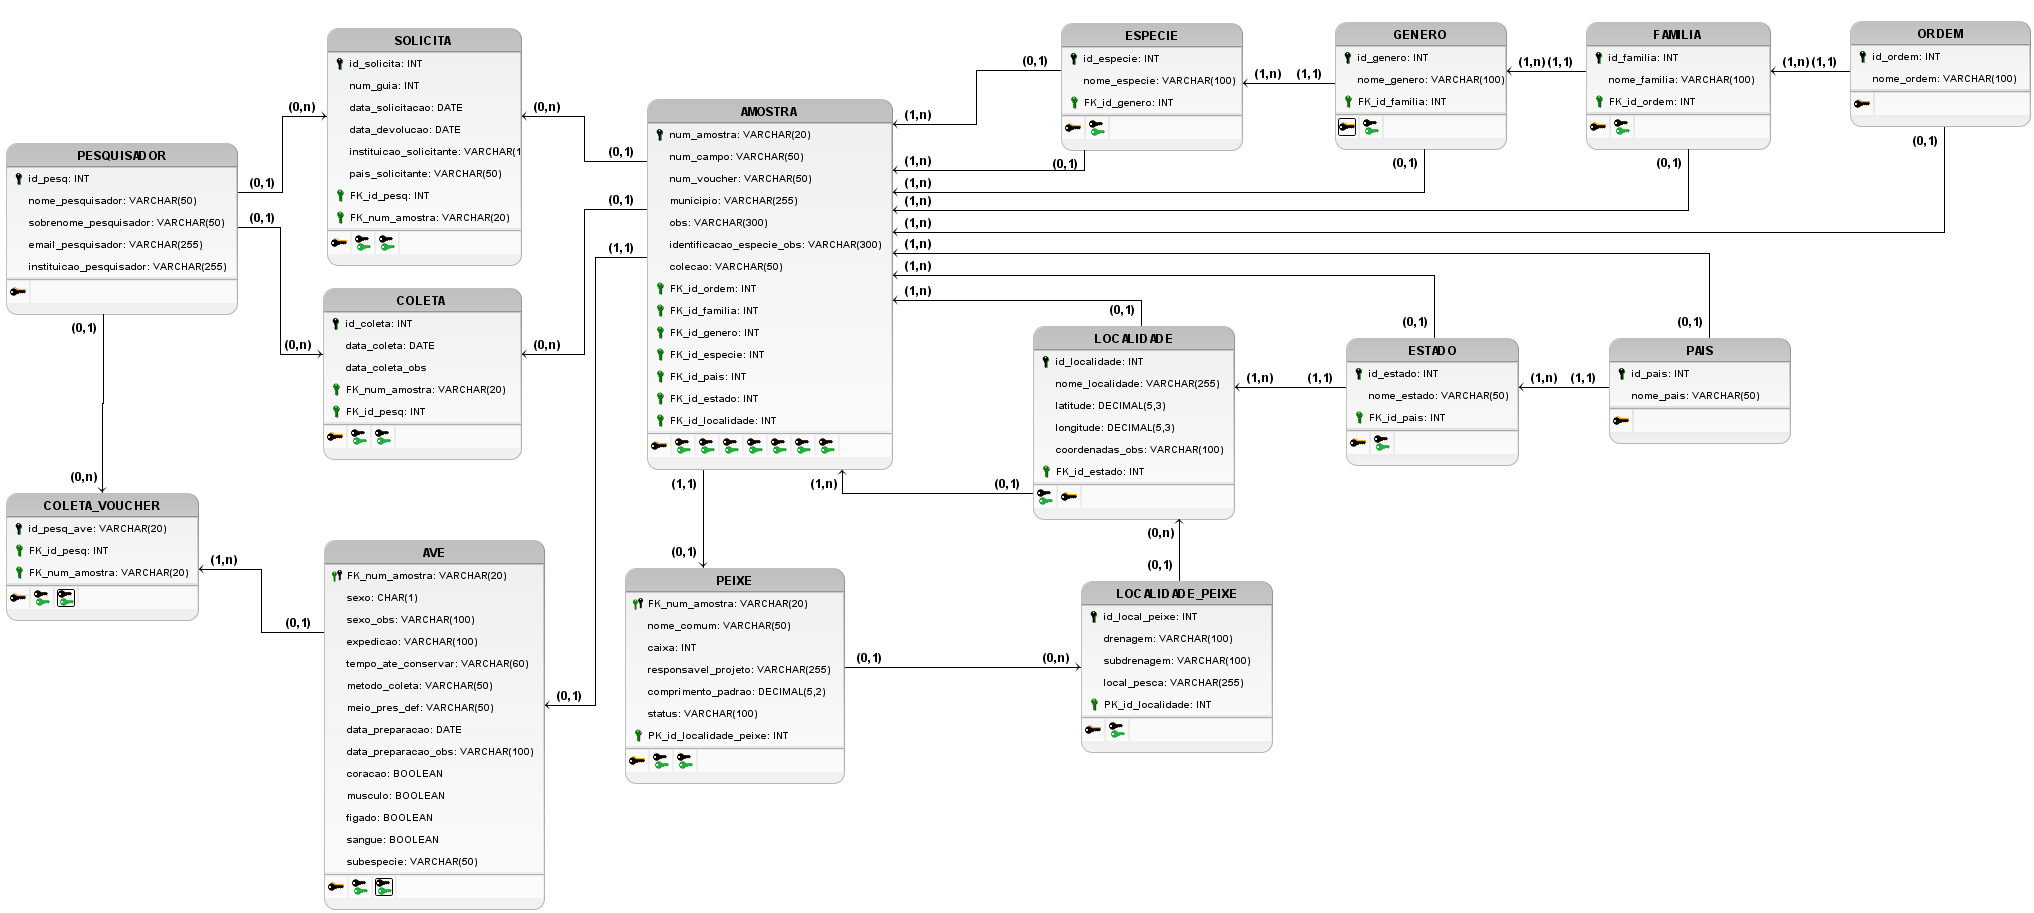 SOLICITA
id_solicita: INT
num_guia: INT
data_solicitacao: DATE
data_devolucao: DATE
instituicao_solicitante: VARCHAR(1
pais_solicitante: VARCHAR(50)
FK_id_pesq: INT
FK_num_amostra: VARCHAR(20)
PESQUISADOR
id_pesq: INT
nome_pesquisador: VARCHAR(50)
sobrenome_pesquisador: VARCHAR(50)
email_pesquisador: VARCHAR(255)
instituicao_pesquisador: VARCHAR(255)
(0,1)
(0,n)
(0,1)
(0,n)
(0,1)
(0,n)
COLETA
id_coleta: INT
data_coleta: DATE
data_coleta_obs
FK_num_amostra: VARCHAR(20)
FK_id_pesq: INT
(0,n)
(0,1)
(0,n)
(0,1)
(1,1)
(0,1)
AMOSTRA
num_amostra: VARCHAR(20)
num_campo: VARCHAR(50)
num_voucher: VARCHAR(50)
municipio: VARCHAR(255)
obs: VARCHAR(300)
identificacao_especie_obs: VARCHAR(300)
colecao: VARCHAR(50)
FK_id_ordem: INT
FK_id_familia: INT
FK_id_genero: INT
FK_id_especie: INT
FK_id_pais: INT
FK_id_estado: INT
FK_id_localidade: INT
ESPECIE
id_especie: INT
nome_especie: VARCHAR(100)
FK_id_genero: INT
(1,n)
(1,1)
GENERO
id_genero: INT
nome_genero: VARCHAR(100)
FK_id_familia: INT
(1,n)
(1,1)
FAMILIA
id_familia: INT
nome_familia: VARCHAR(100)
FK_id_ordem: INT
(1,n)
(1,1)
ORDEM
id_ordem: INT
nome_ordem: VARCHAR(100)
(0,1)
(1,n)
(1,n)
(0,1)
(1,n)
(0,1)
(1,n)
(0,1)
(1,n)
(0,1)
(1,n)
(0,1)
(1,n)
(0,1)
(1,n)
(0,1)
LOCALIDADE
id_localidade: INT
nome_localidade: VARCHAR(255)
latitude: DECIMAL(5,3)
longitude: DECIMAL(5,3)
coordenadas_obs: VARCHAR(100)
FK_id_estado: INT
(1,n)
(1,1)
ESTADO
id_estado: INT
nome_estado: VARCHAR(50)
FK_id_pais: INT
(1,n)
(1,1)
PAIS
id_pais: INT
nome_pais: VARCHAR(50)
(1,1)
(0,1)
(1,n)
(0,1)
(0,n)
(0,1)
COLETA_VOUCHER
id_pesq_ave: VARCHAR(20)
FK_id_pesq: INT
FK_num_amostra: VARCHAR(20)
(1,n)
(0,1)
AVE
FK_num_amostra: VARCHAR(20)
sexo: CHAR(1)
sexo_obs: VARCHAR(100)
expedicao: VARCHAR(100)
tempo_ate_conservar: VARCHAR(60)
metodo_coleta: VARCHAR(50)
meio_pres_def: VARCHAR(50)
data_preparacao: DATE
data_preparacao_obs: VARCHAR(100)
coracao: BOOLEAN
musculo: BOOLEAN
figado: BOOLEAN
sangue: BOOLEAN
subespecie: VARCHAR(50)
PEIXE
FK_num_amostra: VARCHAR(20)
nome_comum: VARCHAR(50)
caixa: INT
responsavel_projeto: VARCHAR(255)
comprimento_padrao: DECIMAL(5,2)
status: VARCHAR(100)
PK_id_localidade_peixe: INT
(0,1)
(0,n)
LOCALIDADE_PEIXE
id_local_peixe: INT
drenagem: VARCHAR(100)
subdrenagem: VARCHAR(100)
local_pesca: VARCHAR(255)
PK_id_localidade: INT